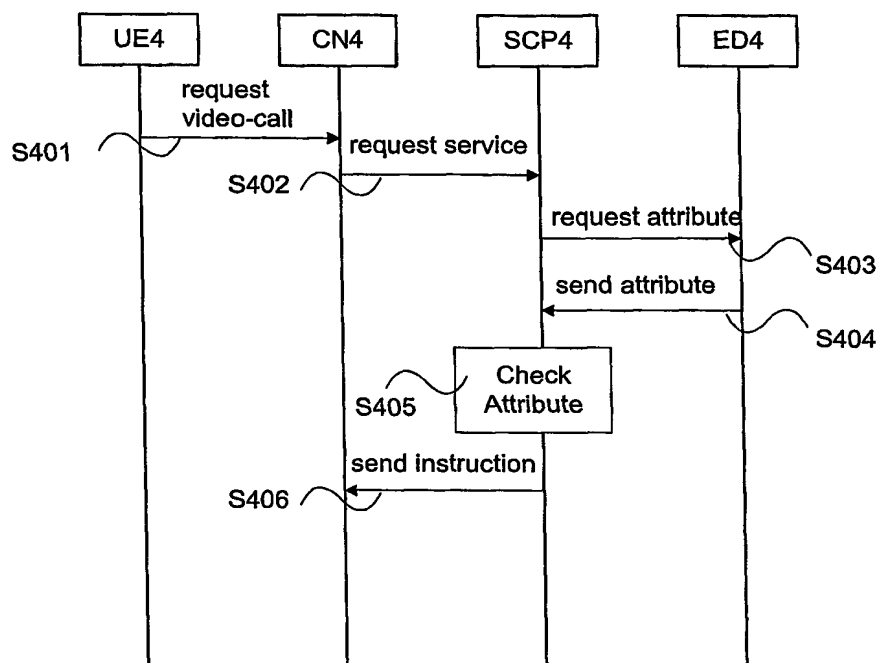 UE4
CN4
SCP4
ED4
request
video-call
S401
request service
S402
request attribute
S403
send attribute
S404
Check
Attribute
S405
send instruction
S406